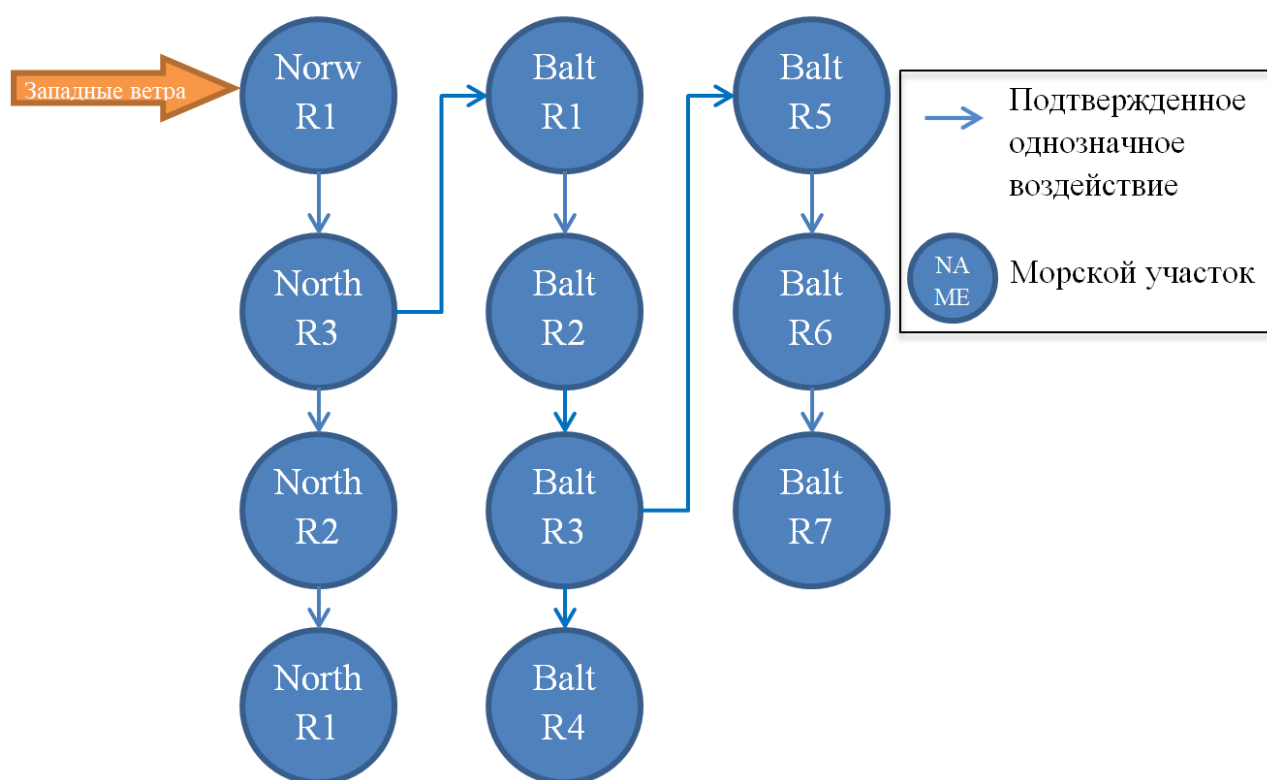 Западные ветра
Norw
R1
North
R3
North
R2
North
R1
Balt
R1
Balt
R2
Balt
R3
Balt
R4
Balt
R5
Balt
R6
Balt
R7
Подтвержденное
однозначное
воздействие
NA
ME
Морской участок